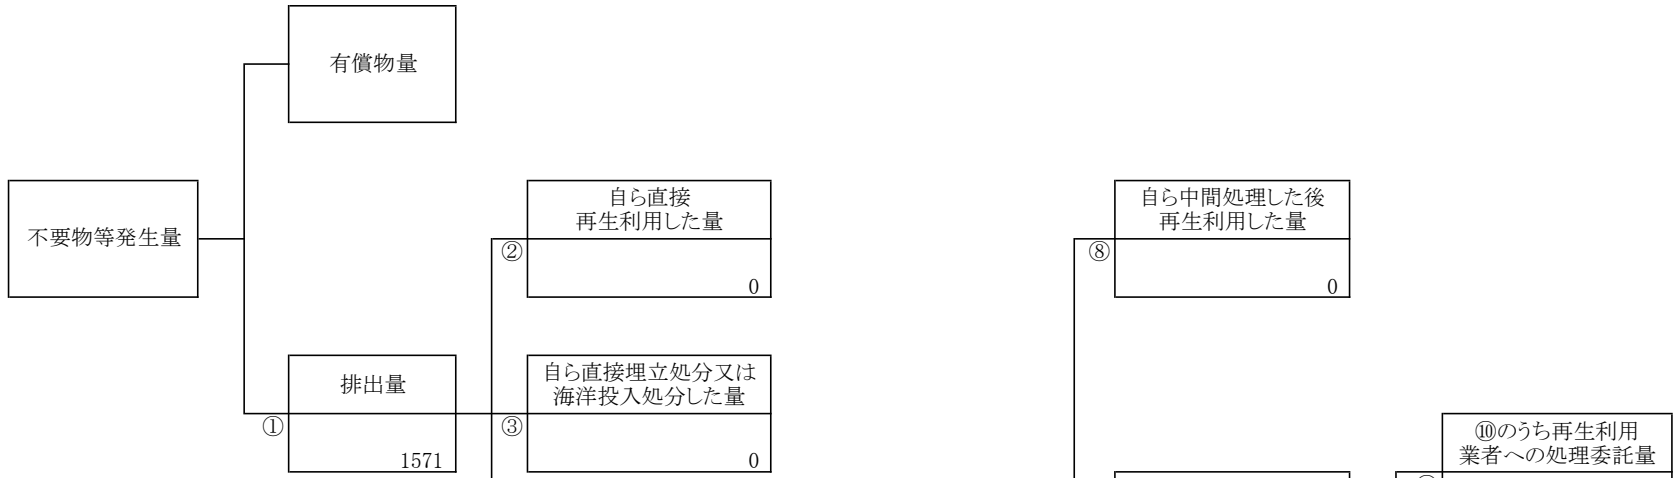 有償物量
不要物等発生量
自ら直接
再生利用した量
②
0
自ら中間処理した後
再生利用した量
⑧
0
排出量
①
1571
自ら直接埋立処分又は
海洋投入処分した量
③
0
⑩のうち再生利用
業者への処理委託量